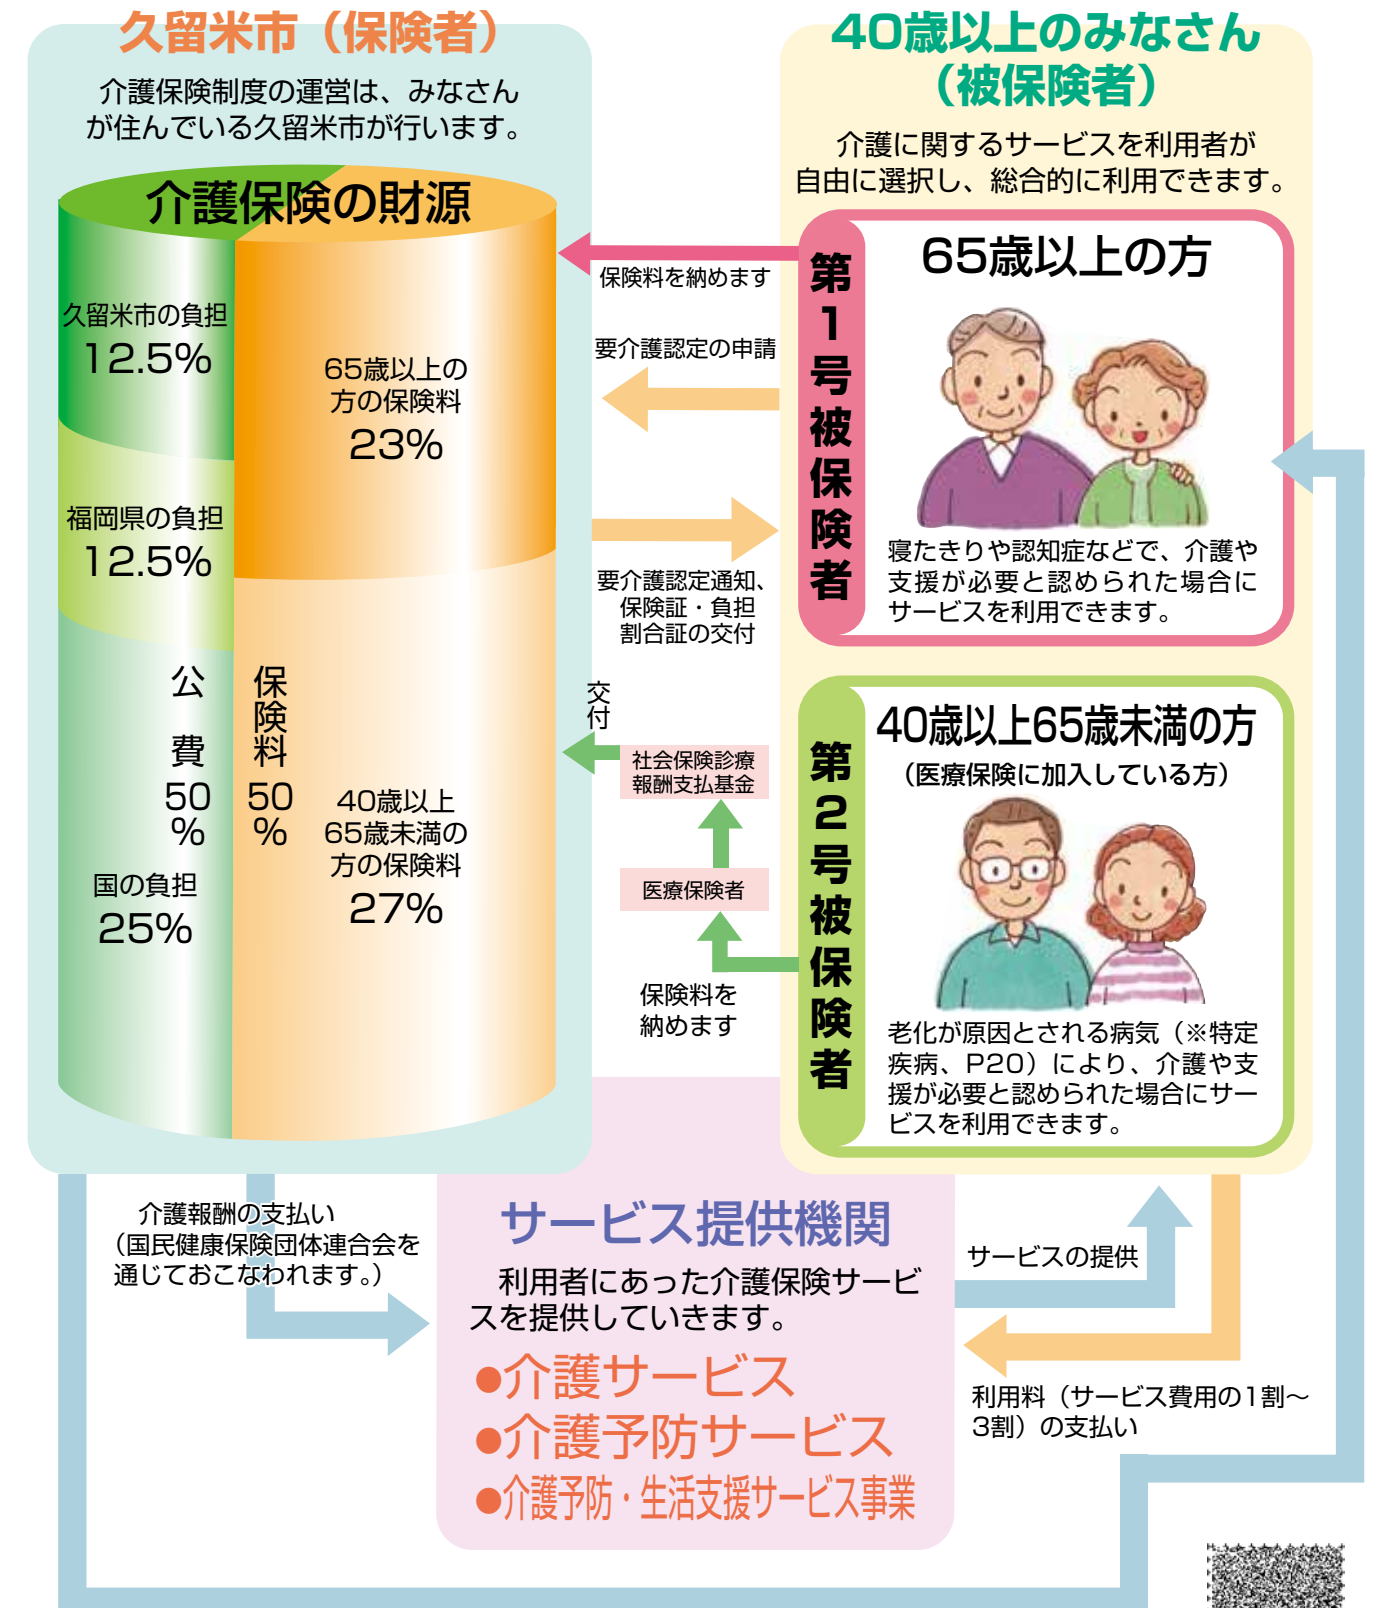 久留米市（保険者）
介護保険制度の運営は、みなさん
が住んでいる久留米市が行います。
介護保険の財源
久留米市の負担
12.5%
福岡県の負担
12.5%
公費
50
%
国の負担
25%
65歳以上の
方の保険料
23%
保険料
50
%
40歳以上
65歳未満の
方の保険料
27%
保険料を納めます
要介護認定の申請
要介護認定通知、
保険証・負担
割合証の交付
交付
社会保険診療
報酬支払基金
医療保険者
保険料を
納めます
40歳以上のみなさん
（被保険者）
介護に関するサービスを利用者が
自由に選択し、総合的に利用できます。
第1号被保険者
65歳以上の方
寝たきりや認知症などで、介護や
支援が必要と認められた場合に
サービスを利用できます。
第2号被保険者
40歳以上65歳未満の方
（医療保険に加入している方）
老化が原因とされる病気（※特定
疾病、P20）により、介護や支
援が必要と認められた場合にサー
ビスを利用できます。
介護報酬の支払い
（国民健康保険団体連合会を
通じておこなわれます。）
サービス提供機関
利用者にあった介護保険サービ
スを提供していきます。
●介護サービス
●介護予防サービス
●介護予防・生活支援サービス事業
サービスの提供
利用料（サービス費用の1割〜
3割）の支払い